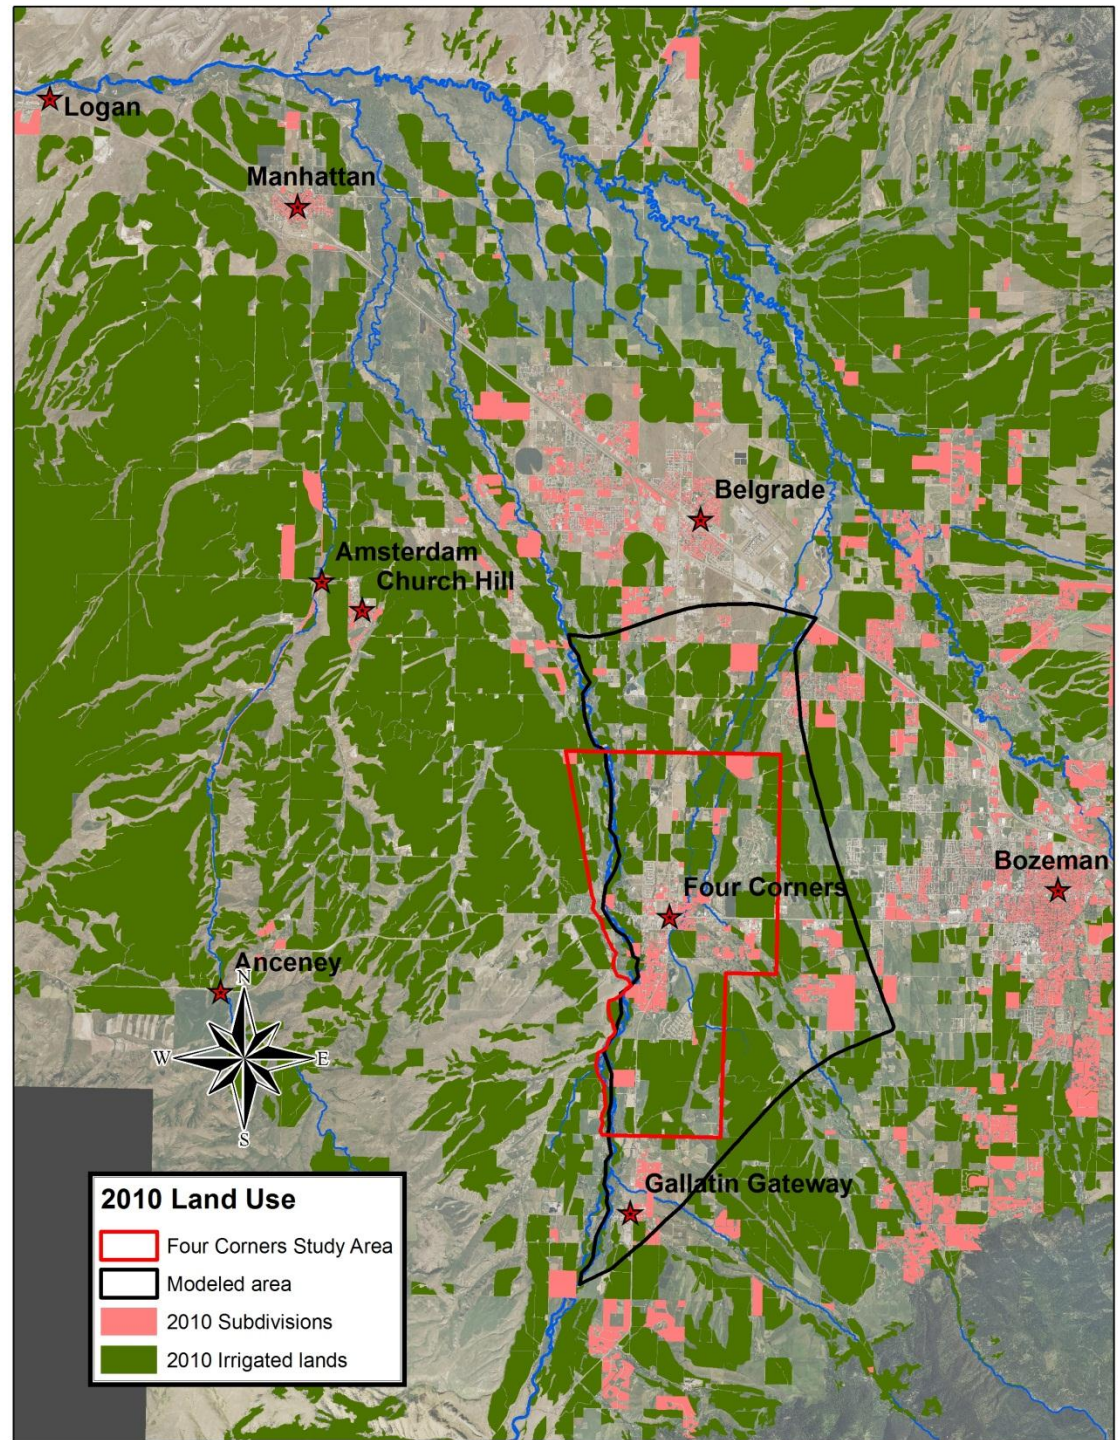 Logan
Manhattan
Belgrade
Amsterdam
Church Hill
Bozeman
Four Corners
Anceney
N
W
E
S
Gallatin Gateway
2010 Land Use
Four Corners Study Area
Modeled area
2010 Subdivisions
2010 Irrigated lands